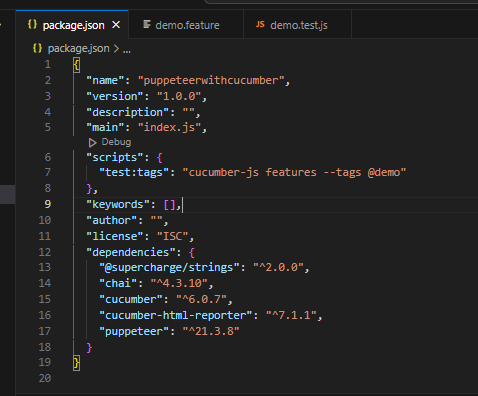 {} package.json × demo.feature JS demo.test.js
{} package.json > ...
1 {
2 "name": "puppeteerwithcucumber",
3 "version": "1.0.0",
4 "description": "",
5 "main": "index.js",
Debug
6 "scripts": {
7 "test:tags": "cucumber-js features --tags @demo"
8 },
9 "keywords": [],
10 "author": "",
11 "license": "ISC",
12 "dependencies": {
13 "@supercharge/strings": "^2.0.0",
14 "chai": "^4.3.10",
15 "cucumber": "^6.0.7",
16 "cucumber-html-reporter": "^7.1.1",
17 "puppeteer": "^21.3.8"
18 }
19 }
20